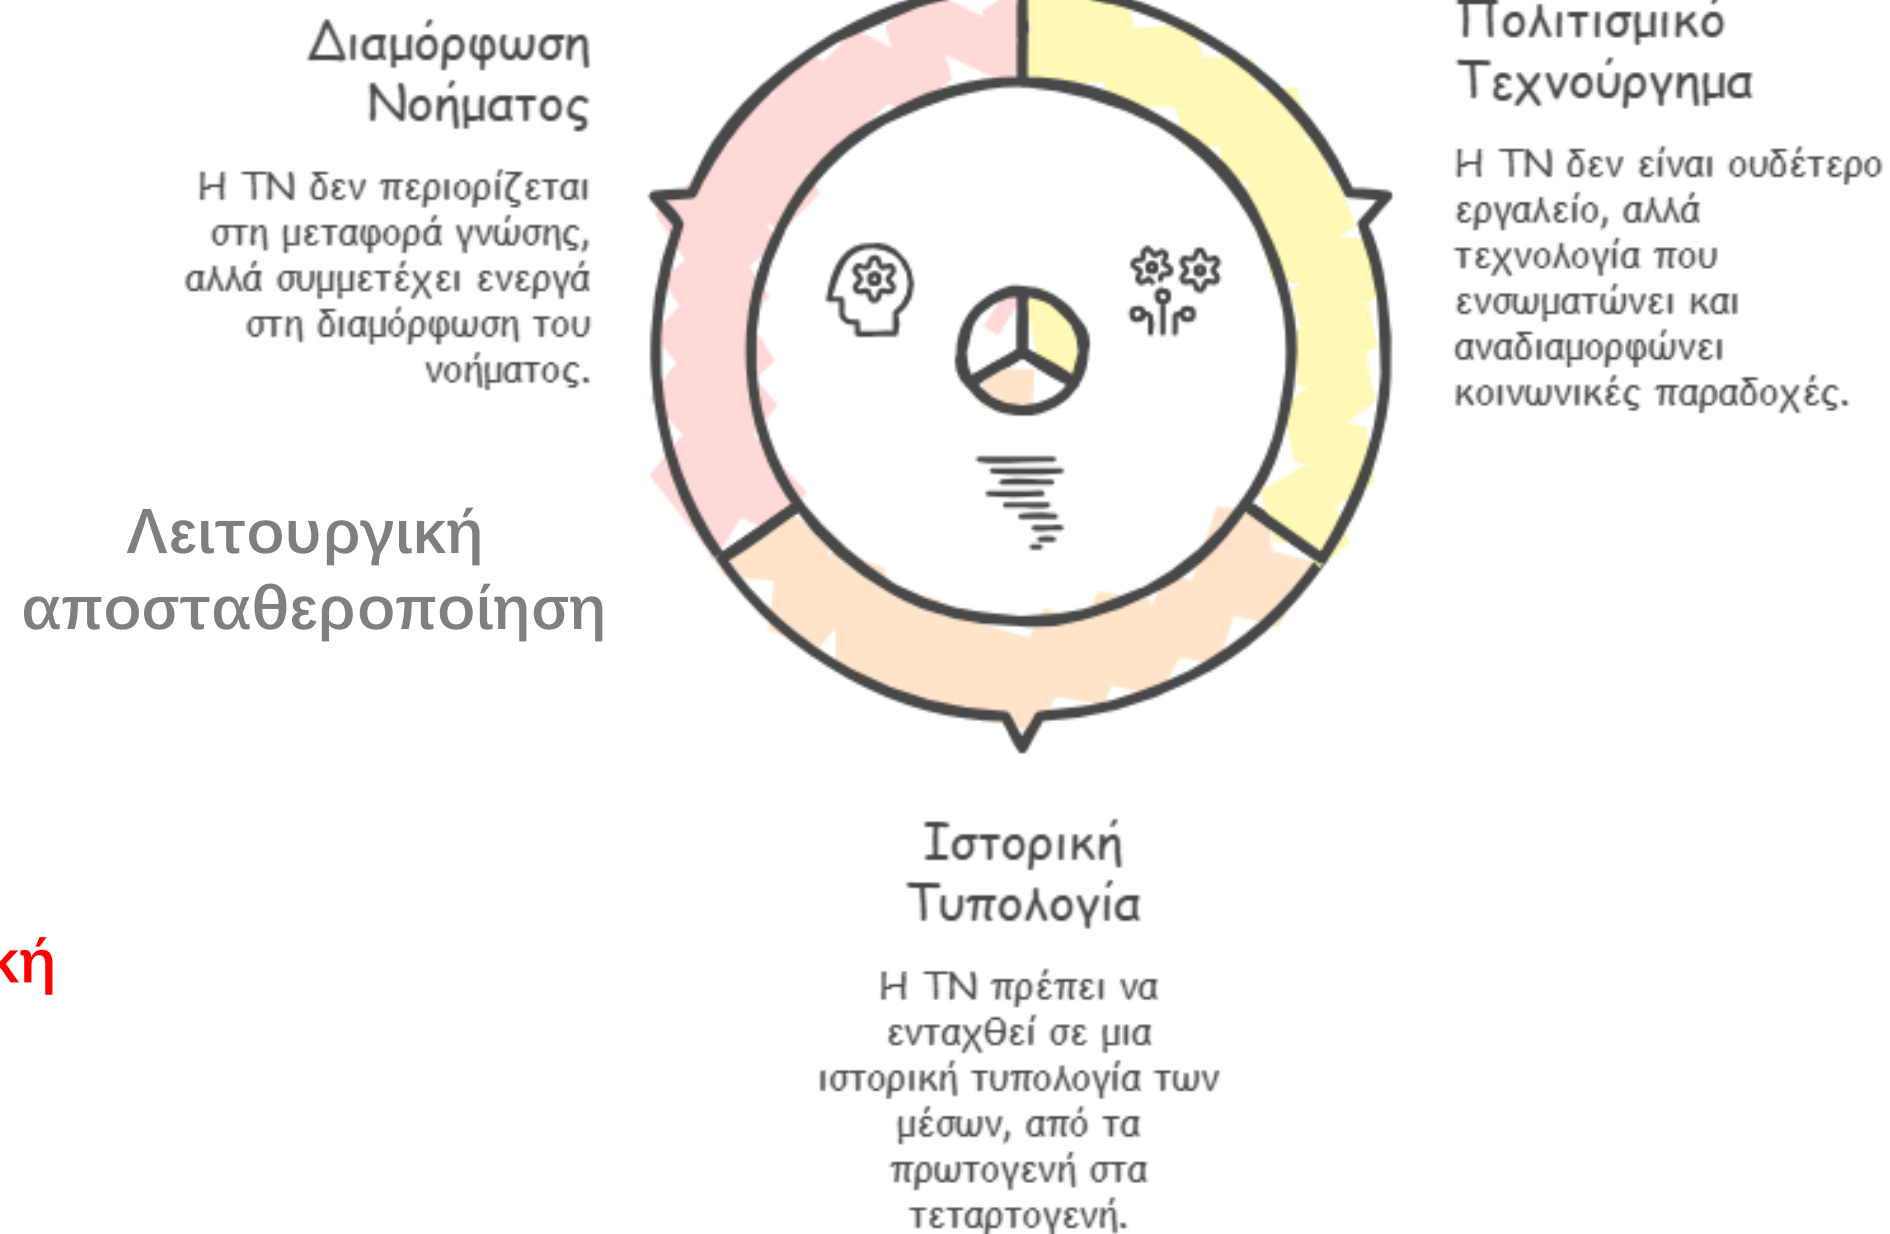 Διαμόρφωση
Νοήματος
Η ΤΝ δεν περιορίζεται
στη μεταφορά γνώσης,
αλλά συμμετέχει ενεργά
στη διαμόρφωση του
νοήματος.
Πολιτισμικό
Τεχνούργημα
Η ΤΝ δεν είναι ουδέτερο
εργαλείο, αλλά
τεχνολογία που
ενσωματώνει και
αναδιαμορφώνει
κοινωνικές παραδοχές.
Λειτουργική
αποσταθεροποίηση
Ιστορική
Τυπολογία
Η ΤΝ πρέπει να
ενταχθεί σε μια
ιστορική τυπολογία των
μέσων, από τα
πρωτογενή στα
τεταρτογενή.